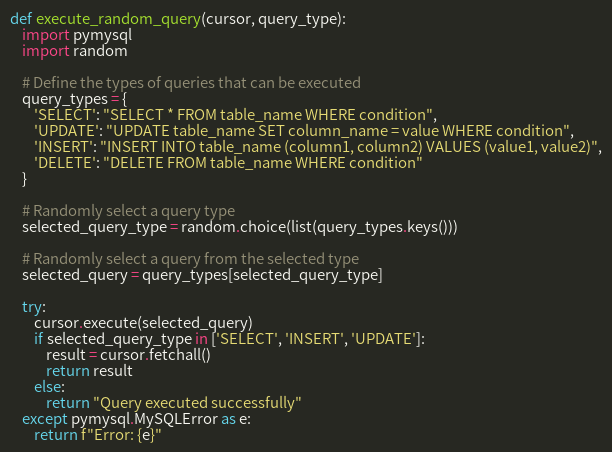 def execute_random_query(cursor, query_type):
    import pymysql
    import random

    # Define the types of queries that can be executed
    query_types = {
        'SELECT': "SELECT * FROM table_name WHERE condition",
        'UPDATE': "UPDATE table_name SET column_name = value WHERE condition",
        'INSERT': "INSERT INTO table_name (column1, column2) VALUES (value1, value2)",
        'DELETE': "DELETE FROM table_name WHERE condition"
    }

    # Randomly select a query type
    selected_query_type = random.choice(list(query_types.keys()))

    # Randomly select a query from the selected type
    selected_query = query_types[selected_query_type]

    try:
        cursor.execute(selected_query)
        if selected_query_type in ['SELECT', 'INSERT', 'UPDATE']:
            result = cursor.fetchall()
            return result
        else:
            return "Query executed successfully"
    except pymysql.MySQLError as e:
        return f"Error: {e}"